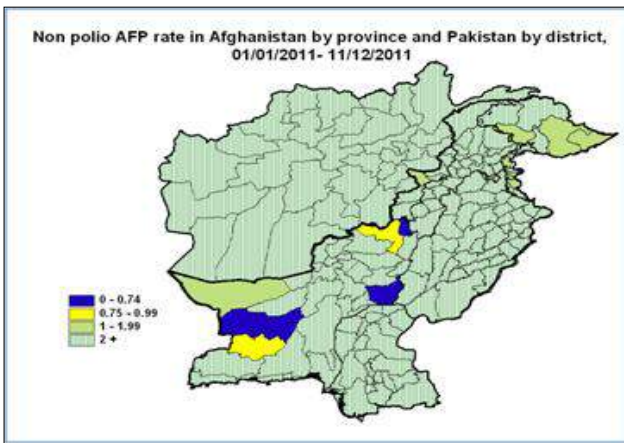 Non polio AFP rate in Afghanistan by province and Pakistan by district,
01/01/2011- 11/12/2011
0 - 0.74
0.75 - 0.99
1 - 1.99
2 +